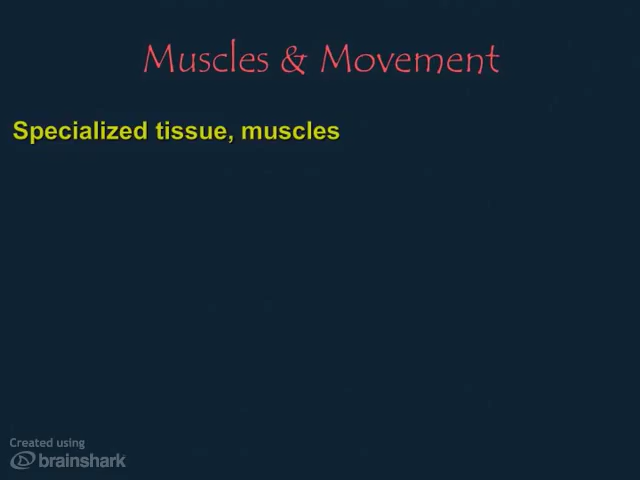 Muscles & Movement
Specialized tissue, muscles
Created using
brainshark